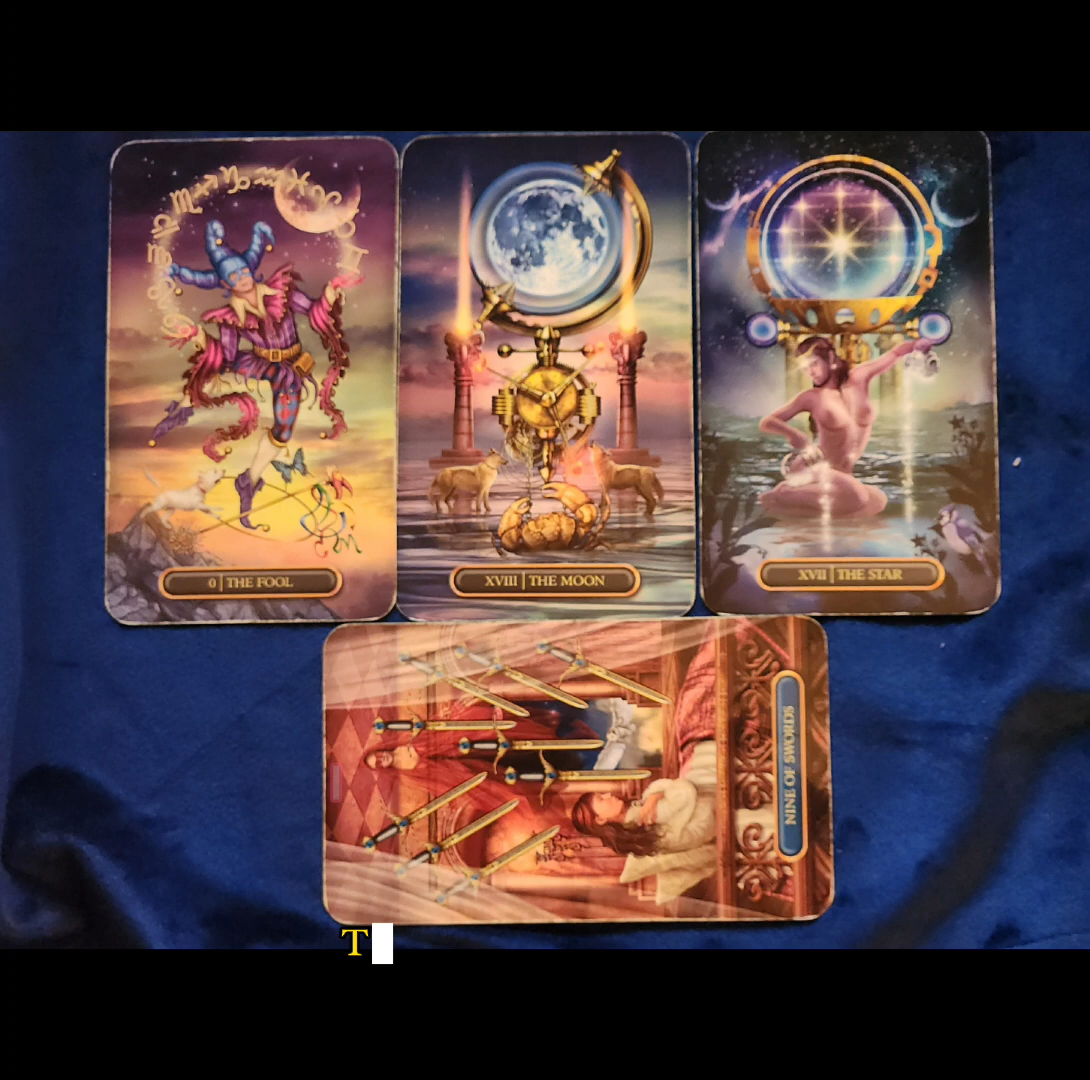 0 | THE FOOL
XVIII | THE MOON
XVII | THE STAR
NINE OF SWORDS
T